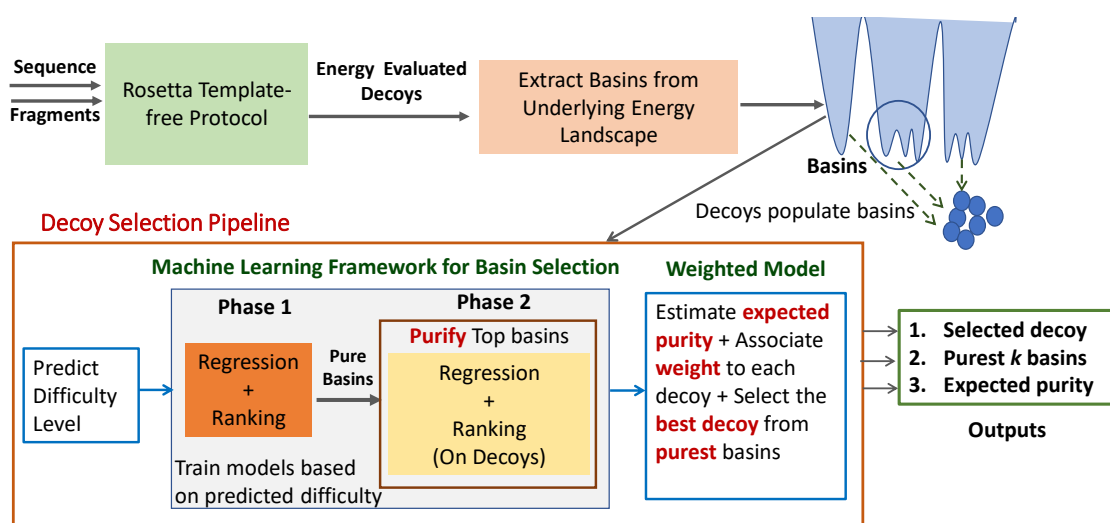 Sequence
Fragments
Rosetta Template-
free Protocol
Energy Evaluated
Decoys
Extract Basins from
Underlying Energy
Landscape
Basins
Decoys populate basins
Decoy Selection Pipeline
Machine Learning Framework for Basin Selection
Weighted Model
Predict
Difficulty
Level
Phase 1
Regression
+
Ranking
Pure
Basins
Phase 2
Purify Top basins
Regression
+
Ranking
(On Decoys)
Train models based
on predicted difficulty
Estimate expected
purity + Associate
weight to each
decoy + Select the
best decoy from
purest basins
1. Selected decoy
2. Purest k basins
3. Expected purity
Outputs